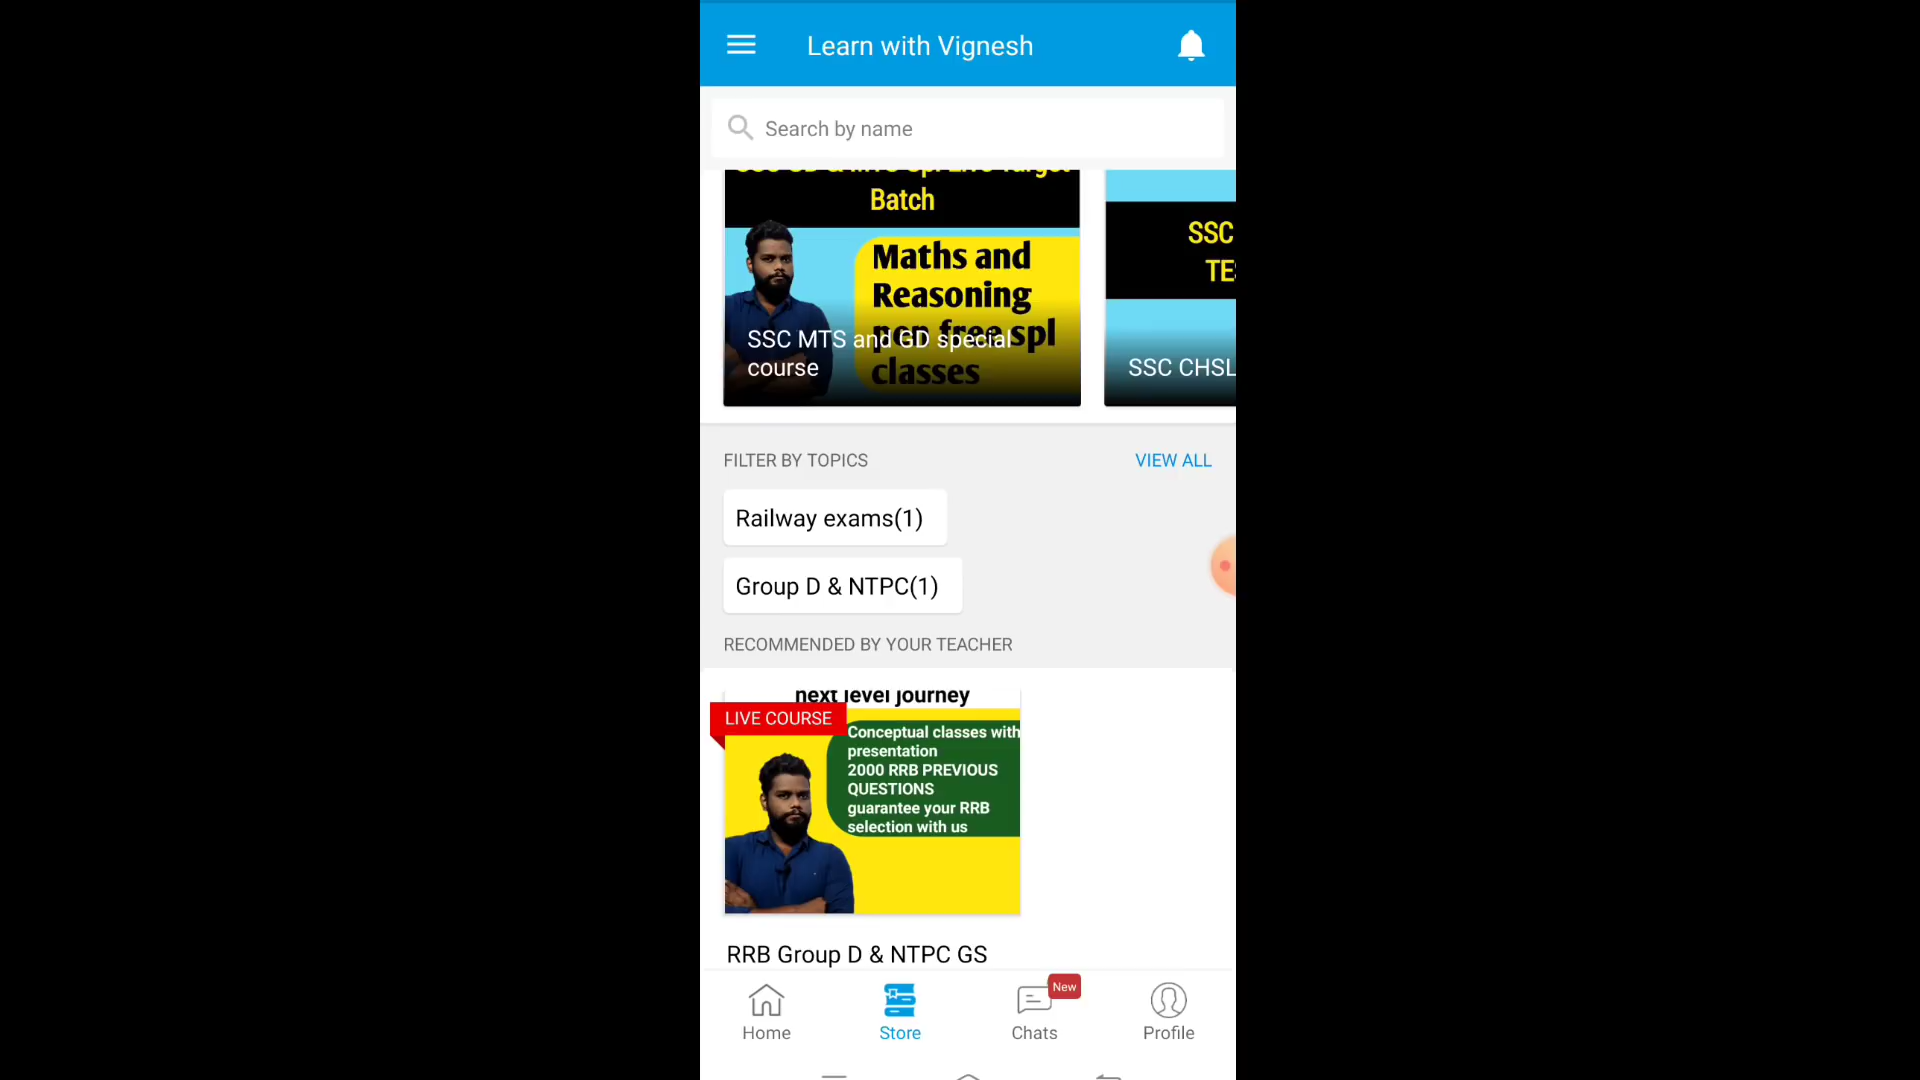 Learn with Vignesh
Search by name
Batch
Maths and
Reasoning
classes
SSC MTS and GD special
course
SSC
SSC CHSL
FILTER BY TOPICS
VIEW ALL
Railway exams(1)
Group D & NTPC(1)
RECOMMENDED BY YOUR TEACHER
next level journey
LIVE COURSE
Conceptual classes with
presentation
2000 RRB PREVIOUS
QUESTIONS
guarantee your RRB
selection with us
RRB Group D & NTPC GS
New
Home
Store
Chats
Profile